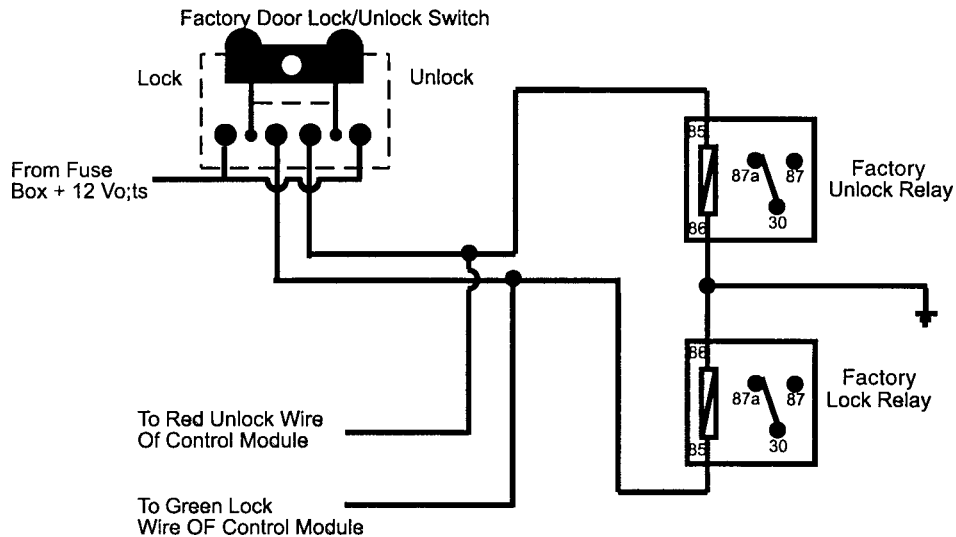 Factory Door Lock/Unlock Switch
Lock
Unlock
From Fuse
Box + 12 Vo;ts
85
87a
87
30
86
Factory
Unlock Relay
86
87a
87
30
85
Factory
Lock Relay
To Red Unlock Wire
Of Control Module
To Green Lock
Wire OF Control Module